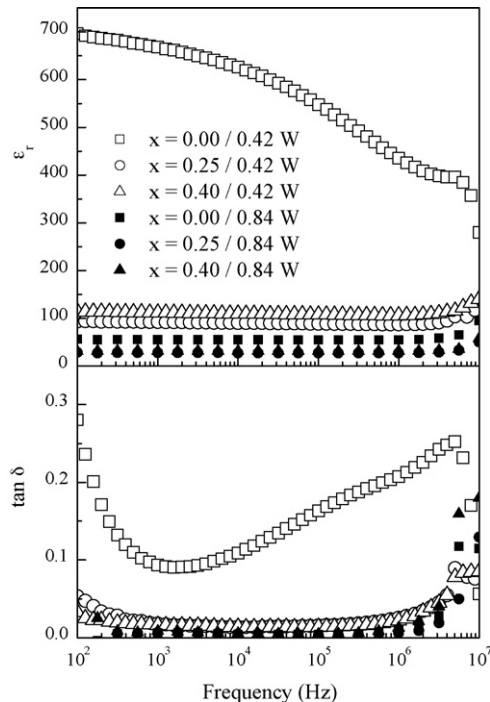 700
600
500
400
300
200
100
0
εr
x = 0.00 / 0.42 W
x = 0.25 / 0.42 W
x = 0.40 / 0.42 W
x = 0.00 / 0.84 W
x = 0.25 / 0.84 W
x = 0.40 / 0.84 W
0.3
0.2
0.1
0.0
tan δ
10² 10³ 10⁴ 10⁵ 10⁶ 10⁷
Frequency (Hz)